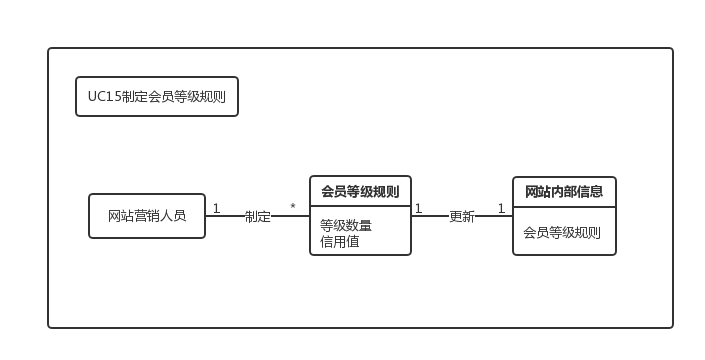 UC15制定会员等级规则
网站营销人员
1
制定
*
会员等级规则
等级数量
信用值
1
更新
1
网站内部信息
会员等级规则